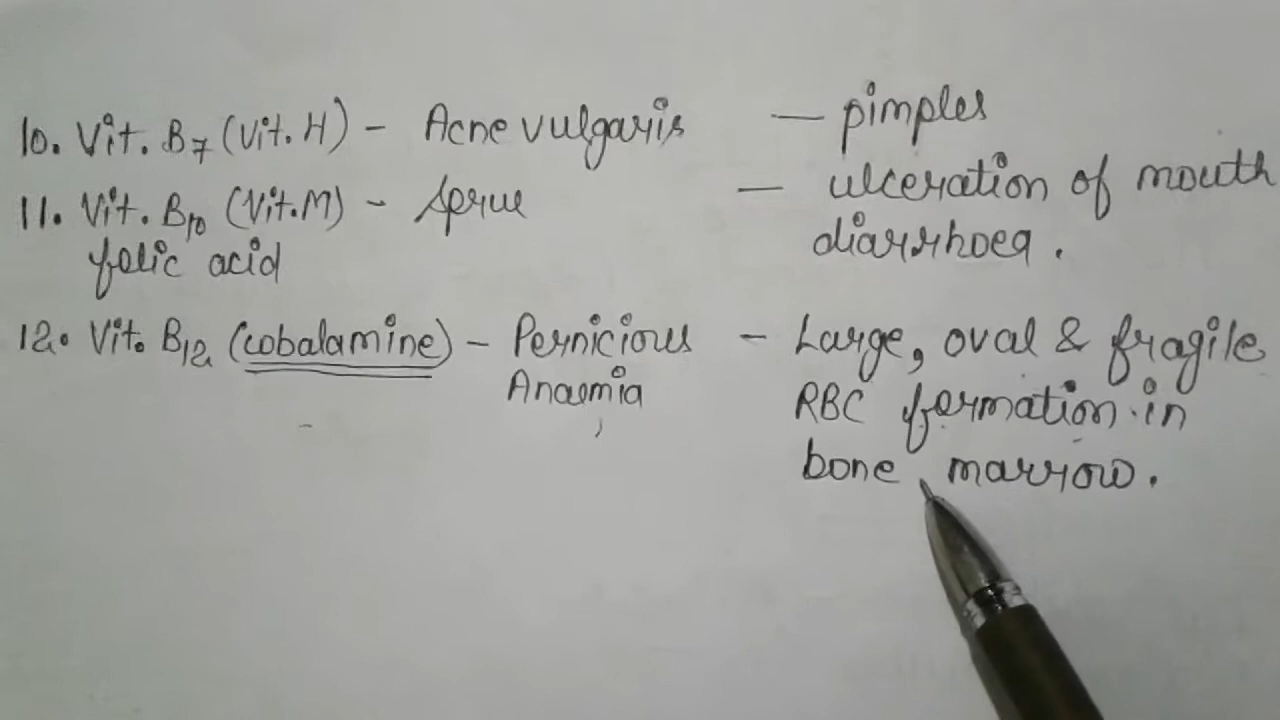 10. Vit. B7 (Vit. H) - Acne vulgaris — pimples
11. Vit. B10 (Vit. M) - Sprue — ulceration of mouth
folic acid diarrhoea.
12. Vit. B12 (cobalamine) - Pernicious - Large, oval & fragile
Anaemia RBC formation in
bone marrow.